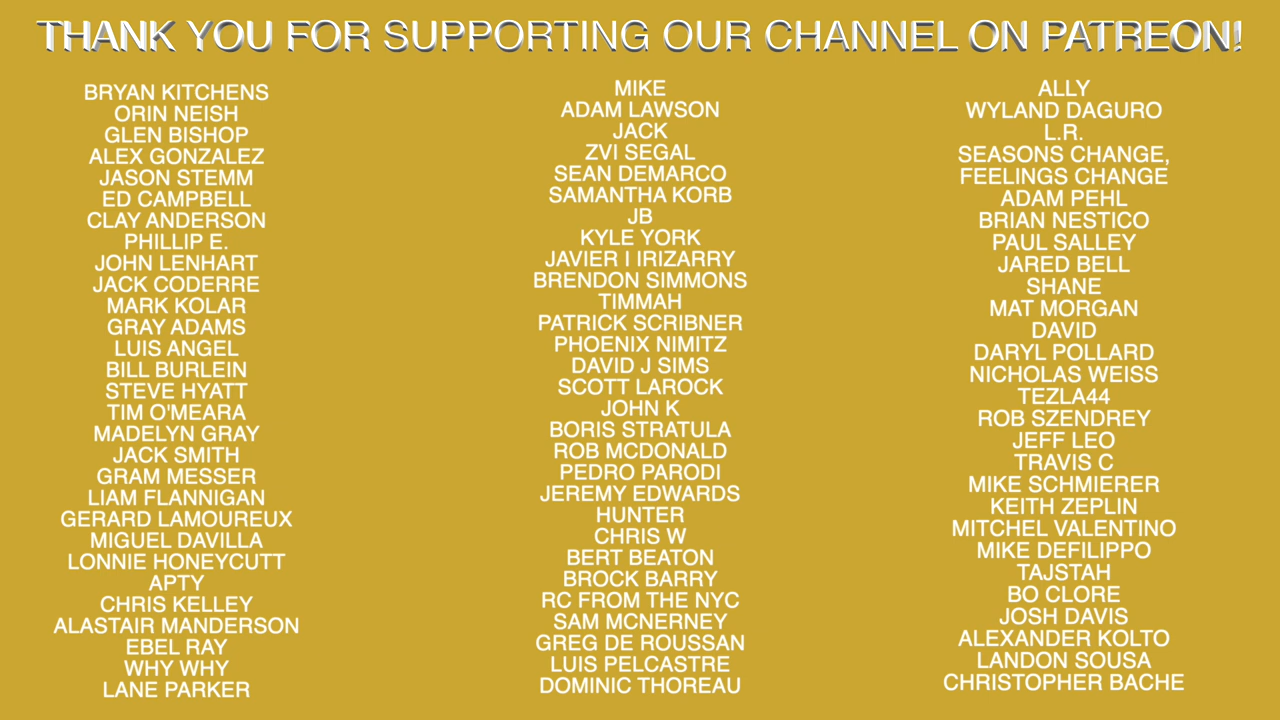 THANK YOU FOR SUPPORTING OUR CHANNEL ON PATREON!
BRYAN KITCHENS
ORIN NEISH
GLEN BISHOP
ALEX GONZALEZ
JASON STEMM
ED CAMPBELL
CLAY ANDERSON
PHILLIP E.
JOHN LENHART
JACK CODERRE
MARK KOLAR
GRAY ADAMS
LUIS ANGEL
BILL BURLEIN
STEVE HYATT
TIM O'MEARA
MADELYN GRAY
JACK SMITH
GRAM MESSER
LIAM FLANNIGAN
GERARD LAMOUREUX
MIGUEL DAVILLA
LONNIE HONEYCUTT
APTY
CHRIS KELLEY
ALASTAIR MANDERSON
EBEL RAY
WHY WHY
LANE PARKER
MIKE
ADAM LAWSON
JACK
ZVI SEGAL
SEAN DEMARCO
SAMANTHA KORB
JB
KYLE YORK
JAVIER I IRIZARRY
BRENDON SIMMONS
TIMMAH
PATRICK SCRIBNER
PHOENIX NIMITZ
DAVID J SIMS
SCOTT LAROCK
JOHN K
BORIS STRATULA
ROB MCDONALD
PEDRO PARODI
JEREMY EDWARDS
HUNTER
CHRIS W
BERT BEATON
BROCK BARRY
RC FROM THE NYC
SAM MCNERNEY
GREG DE ROUSSAN
LUIS PELCASTRE
DOMINIC THOREAU
ALLY
WYLAND DAGURO
L.R.
SEASONS CHANGE,
FEELINGS CHANGE
ADAM PEHL
BRIAN NESTICO
PAUL SALLEY
JARED BELL
SHANE
MAT MORGAN
DAVID
DARYL POLLARD
NICHOLAS WEISS
TEZLA44
ROB SZENDREY
JEFF LEO
TRAVIS C
MIKE SCHMIERER
KEITH ZEPLIN
MITCHEL VALENTINO
MIKE DEFILIPPO
TAJSTAH
BO CLORE
JOSH DAVIS
ALEXANDER KOLTO
LANDON SOUSA
CHRISTOPHER BACHE